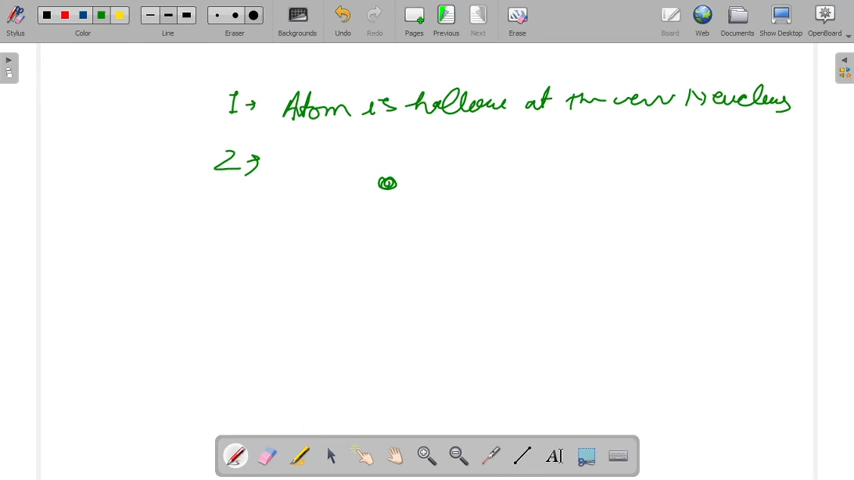 Stylus
Color
Line
Eraser
Backgrounds
Undo
Redo
Pages
Previous
Next
Erase
Board
Web
Documents
Show Desktop
OpenBoard
1→ Atom is hollow at the Nucleus
2→